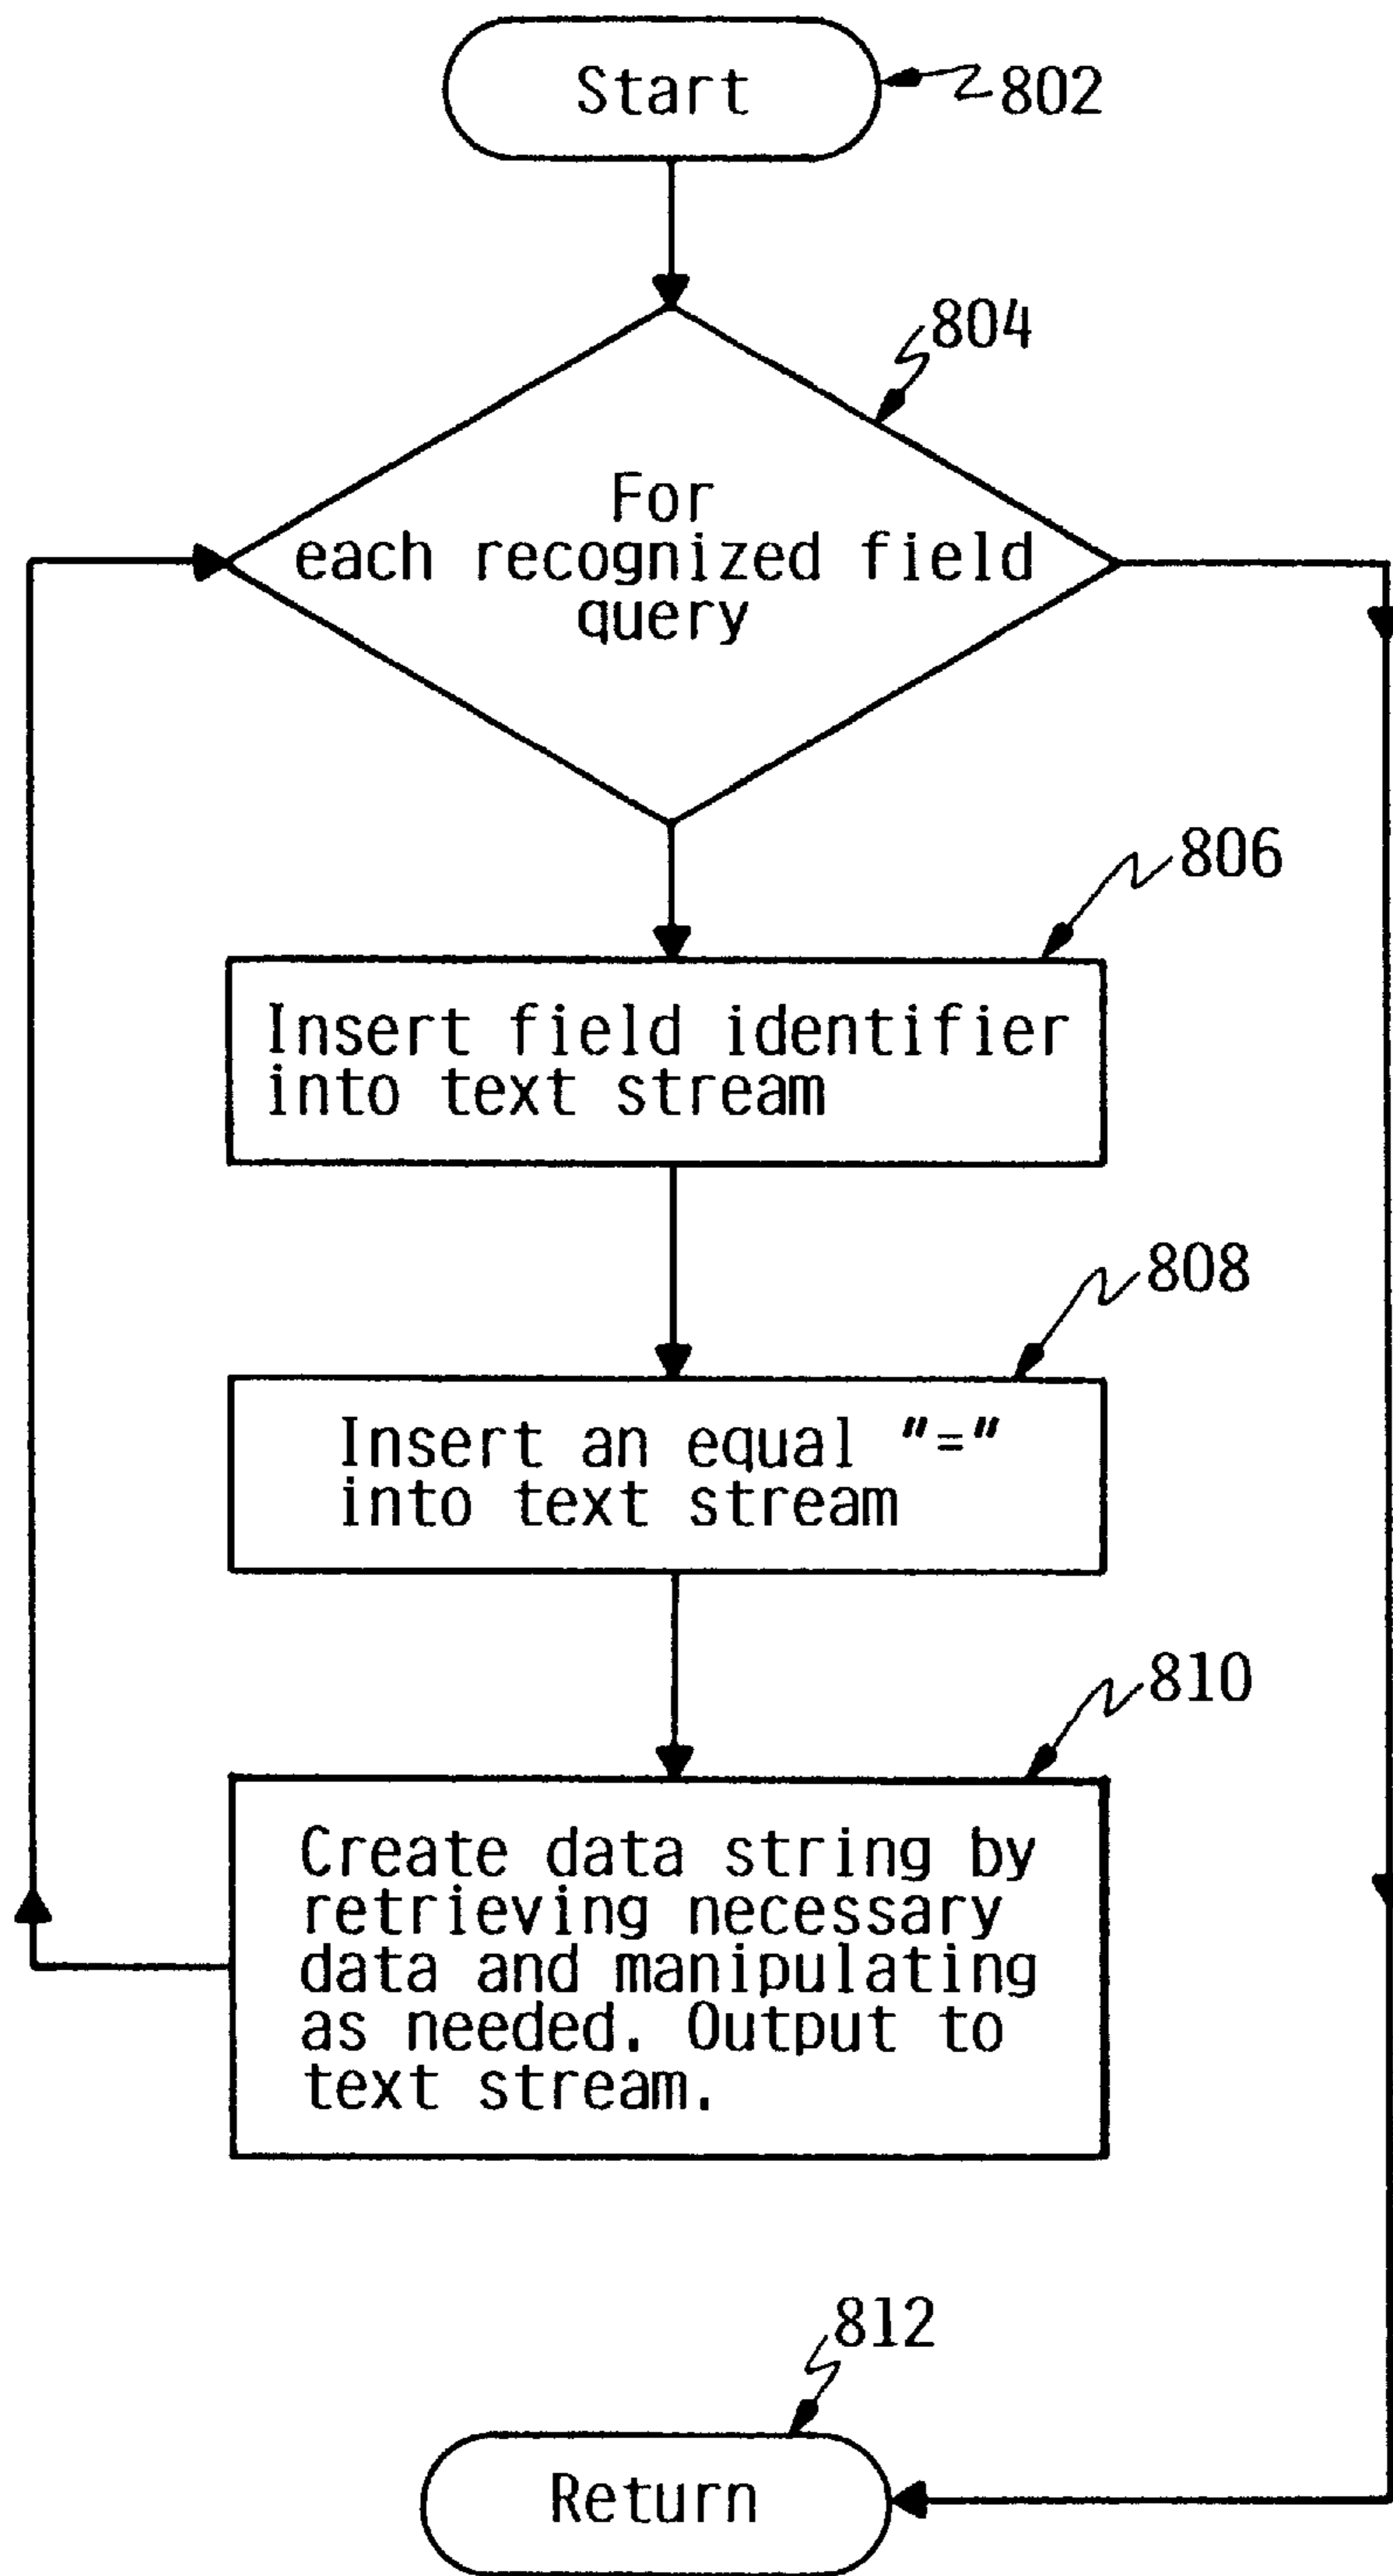 Start
802
804
For
each recognized field
query
806
Insert field identifier
into text stream
808
Insert an equal "="
into text stream
810
Create data string by
retrieving necessary
data and manipulating
as needed. Output to
text stream.
812
Return